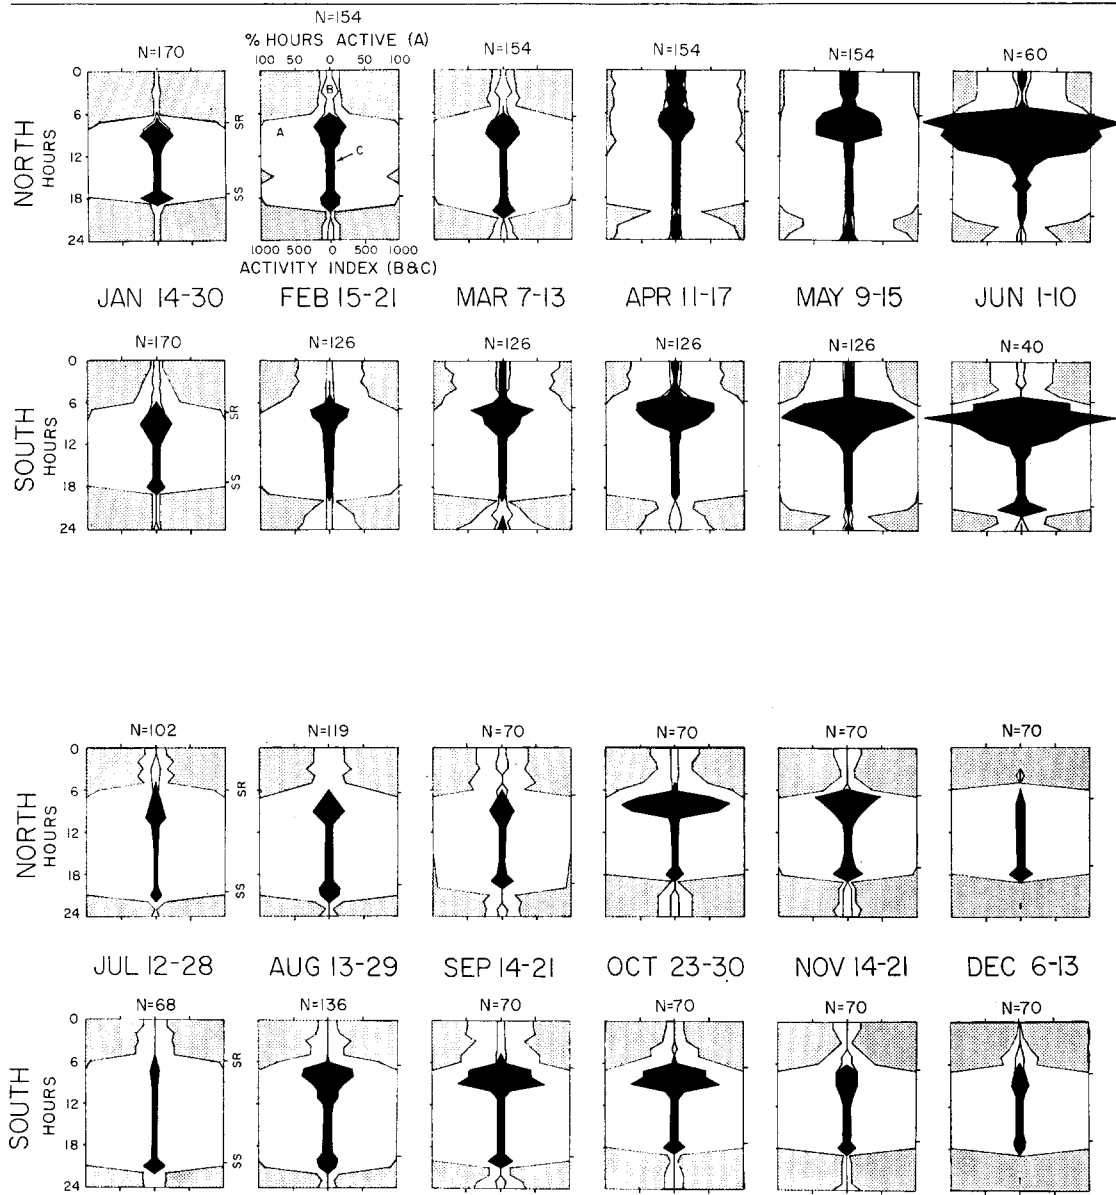 N=170
N=154
% HOURS ACTIVE (A)
100 50 0 50 100
N=154
N=154
N=154
N=60
NORTH
HOURS
0
6
12
18
24
SR
SS
A
B
C
1000 500 0 500 1000
ACTIVITY INDEX (B&C)
JAN 14-30
FEB 15-21
MAR 7-13
APR 11-17
MAY 9-15
JUN 1-10
N=170
N=126
N=126
N=126
N=126
N=40
SOUTH
HOURS
0
6
12
18
24
SR
SS
N=102
N=119
N=70
N=70
N=70
N=70
NORTH
HOURS
0
6
12
18
24
SR
SS
JUL 12-28
AUG 13-29
SEP 14-21
OCT 23-30
NOV 14-21
DEC 6-13
N=68
N=136
N=70
N=70
N=70
N=70
SOUTH
HOURS
0
6
12
18
24
SR
SS